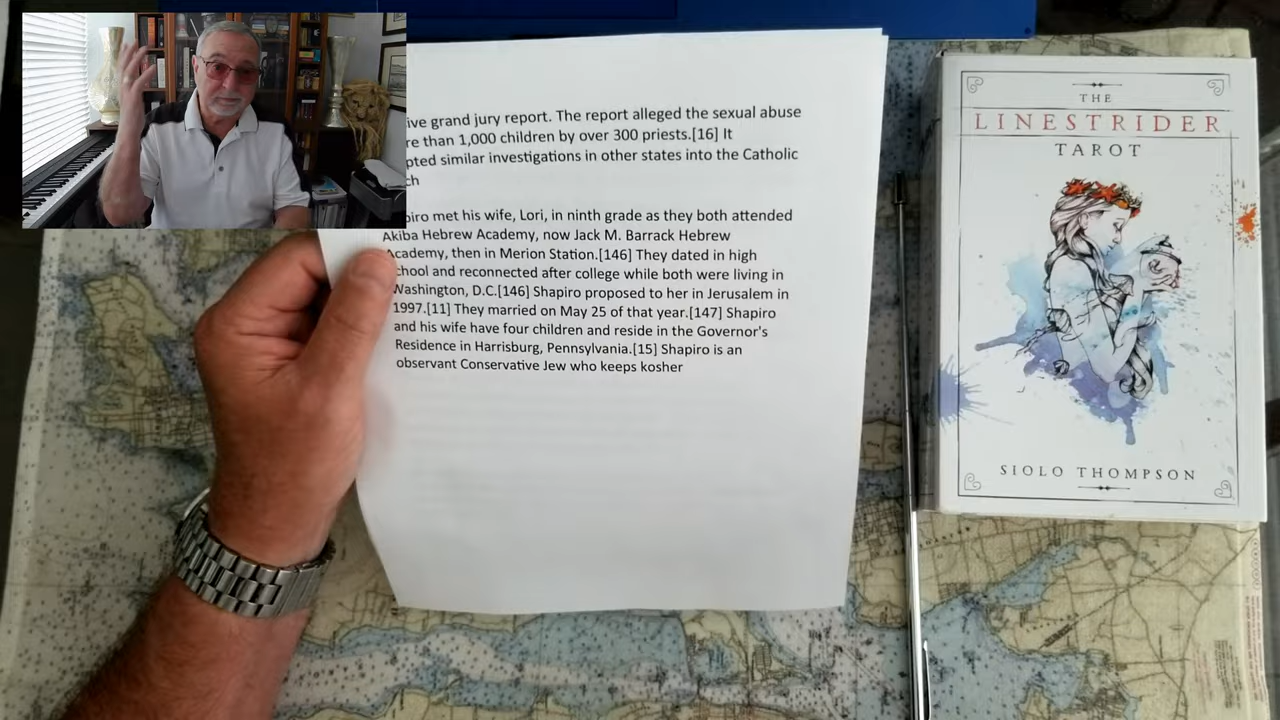 ive grand jury report. The report alleged the sexual abuse
re than 1,000 children by over 300 priests.[16] It
pted similar investigations in other states into the Catholic
ch
piro met his wife, Lori, in ninth grade as they both attended
Akiba Hebrew Academy, now Jack M. Barrack Hebrew
Academy, then in Merion Station.[146] They dated in high
school and reconnected after college while both were living in
Washington, D.C.[146] Shapiro proposed to her in Jerusalem in
1997.[11] They married on May 25 of that year.[147] Shapiro
and his wife have four children and reside in the Governor's
Residence in Harrisburg, Pennsylvania.[15] Shapiro is an
observant Conservative Jew who keeps kosher
THE
LINESTRIDER
TAROT
SIOLO THOMPSON